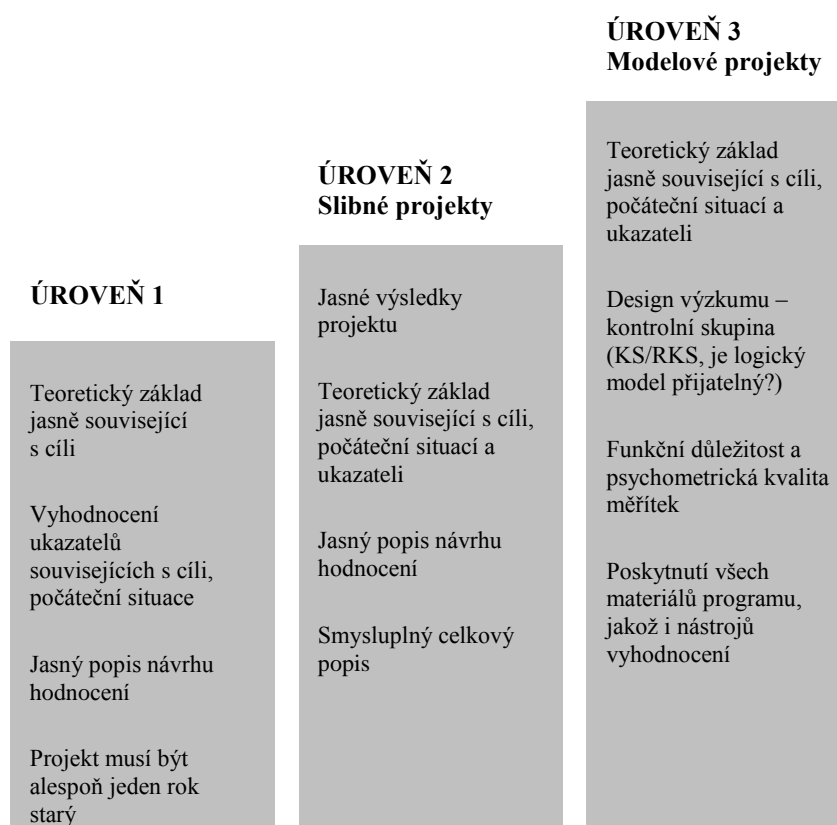 ÚROVEŇ 1
Teoretický základ
jasně související
s cíli
Vyhodnocení
ukazatelů
souvisejících s cíli,
počáteční situace
Jasný popis návrhu
hodnocení
Projekt musí být
alespoň jeden rok
starý
ÚROVEŇ 2
Slibné projekty
Jasné výsledky
projektu
Teoretický základ
jasně související s cíli,
počáteční situací a
ukazateli
Jasný popis návrhu
hodnocení
Smysluplný celkový
popis
ÚROVEŇ 3
Modelové projekty
Teoretický základ
jasně související s cíli,
počáteční situací a
ukazateli
Design výzkumu –
kontrolní skupina
(KS/RKS, je logický
model přijatelný?)
Funkční důležitost a
psychometrická kvalita
měřítek
Poskytnutí všech
materiálů programu,
jakož i nástrojů
vyhodnocení